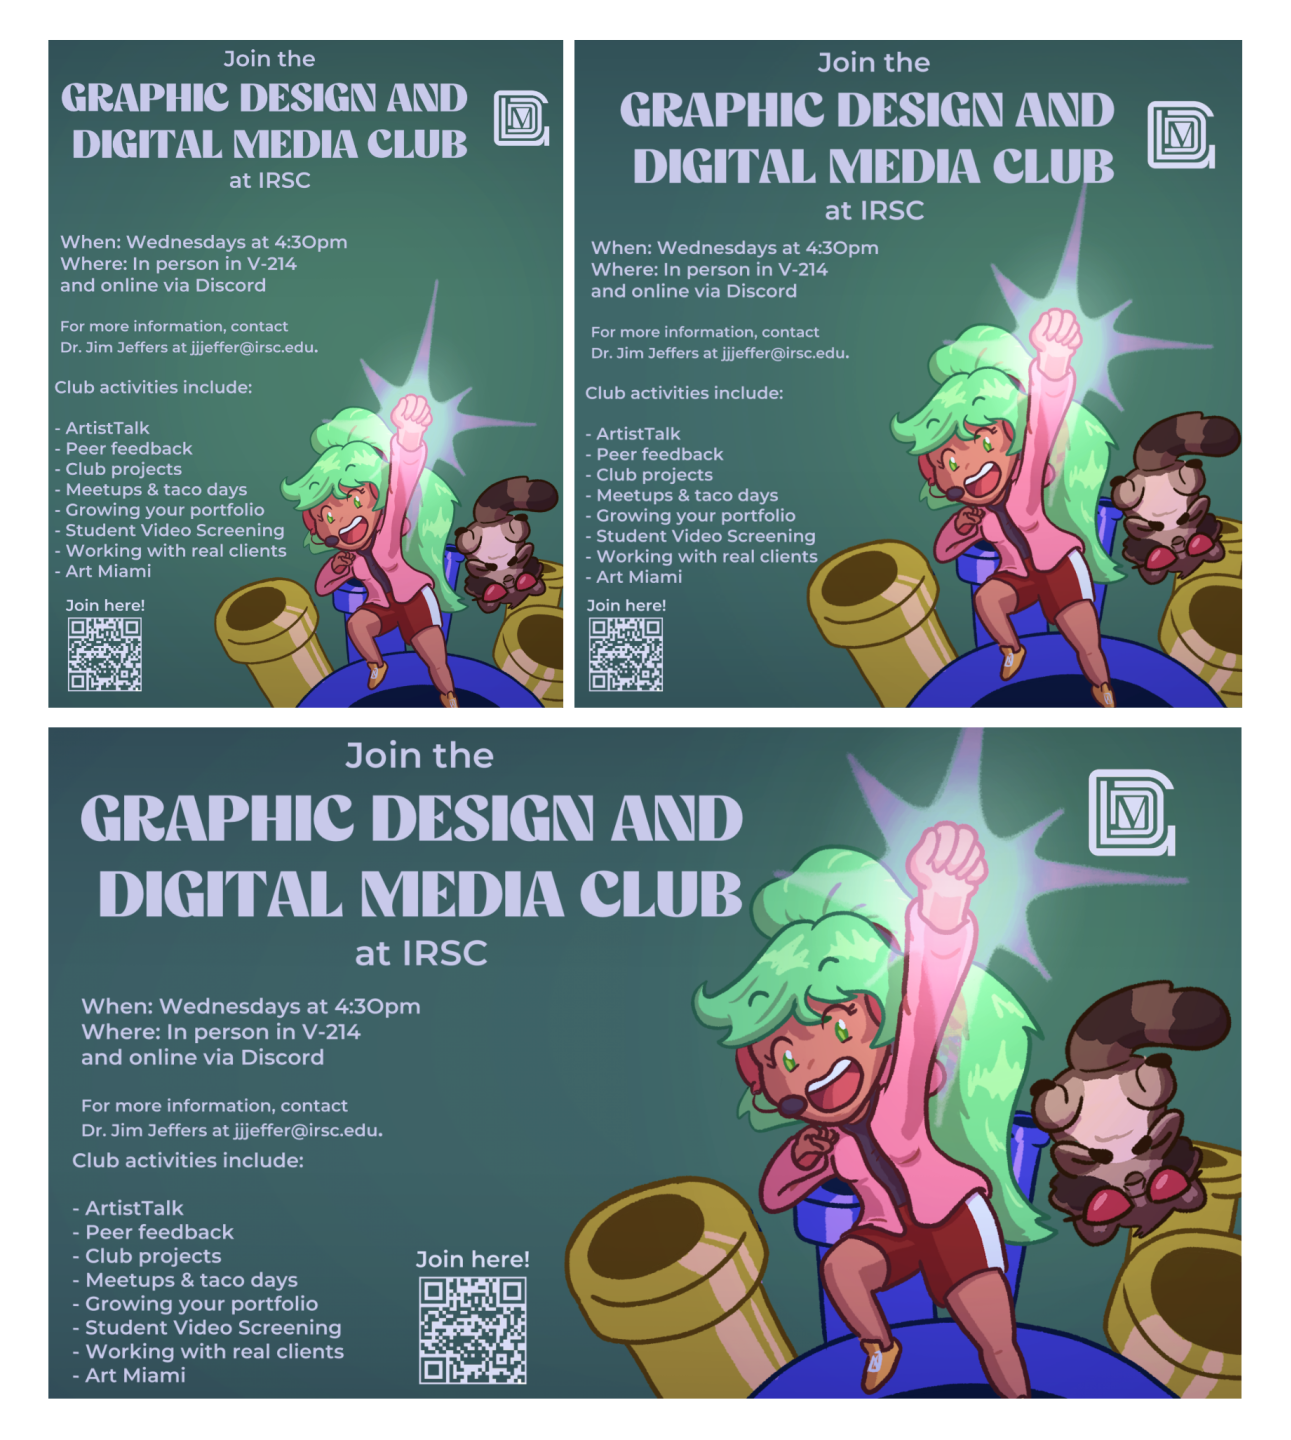 Join the
GRAPHIC DESIGN AND
DIGITAL MEDIA CLUB
at IRSC
When: Wednesdays at 4:3Opm
Where: In person in V-214
and online via Discord
For more information, contact
Dr. Jim Jeffers at jjjeffer@irsc.edu.
Club activities include:
- ArtistTalk
- Peer feedback
- Club projects
- Meetups & taco days
- Growing your portfolio
- Student Video Screening
- Working with real clients
- Art Miami
Join here!
Join the
GRAPHIC DESIGN AND
DIGITAL MEDIA CLUB
at IRSC
When: Wednesdays at 4:3Opm
Where: In person in V-214
and online via Discord
For more information, contact
Dr. Jim Jeffers at jjjeffer@irsc.edu.
Club activities include:
- ArtistTalk
- Peer feedback
- Club projects
- Meetups & taco days
- Growing your portfolio
- Student Video Screening
- Working with real clients
- Art Miami
Join here!
Join the
GRAPHIC DESIGN AND
DIGITAL MEDIA CLUB
at IRSC
When: Wednesdays at 4:3Opm
Where: In person in V-214
and online via Discord
For more information, contact
Dr. Jim Jeffers at jjjeffer@irsc.edu.
Club activities include:
- ArtistTalk
- Peer feedback
- Club projects
- Meetups & taco days
- Growing your portfolio
- Student Video Screening
- Working with real clients
- Art Miami
Join here!